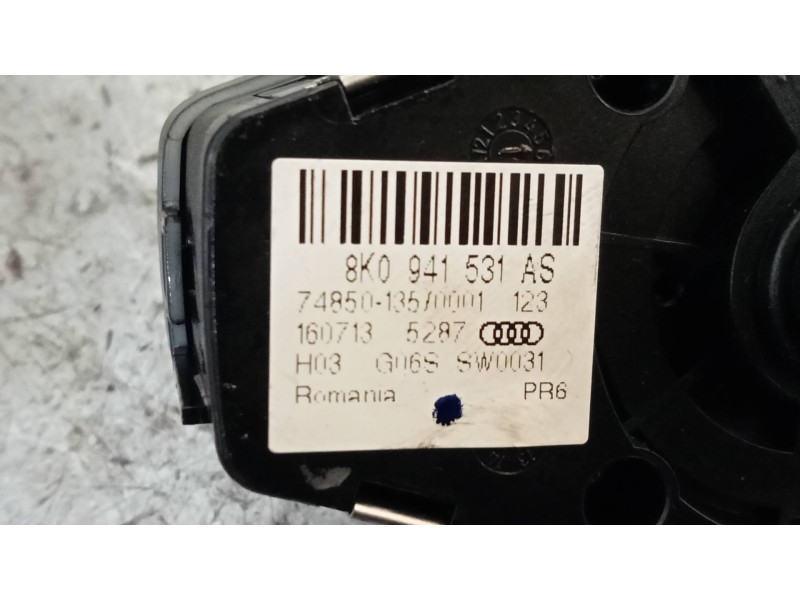 8K0 941 531 AS
74850-135/0001 123
160713 5287
H03 G06S SW0031
Romania PR6